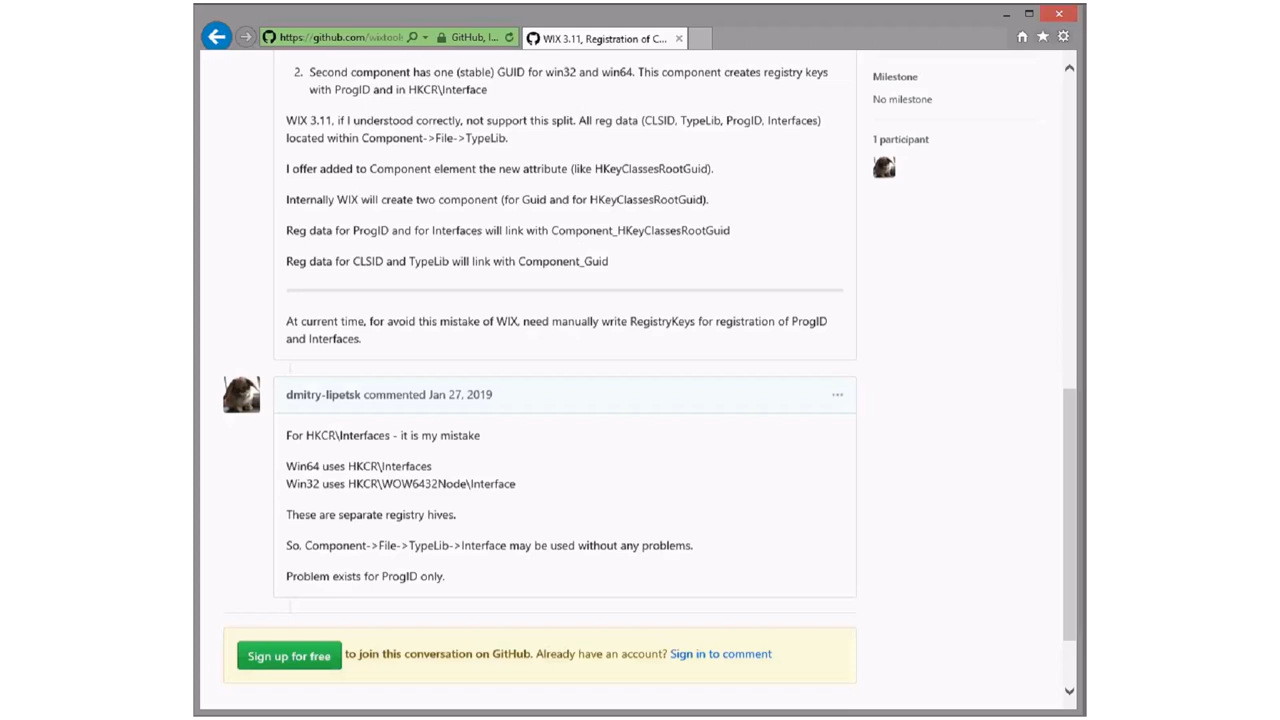 https://github.com/wixtools
GitHub, I...
WIX 3.11, Registration of C...
2. Second component has one (stable) GUID for win32 and win64. This component creates registry keys
with ProgID and in HKCR\Interface
WIX 3.11, if I understood correctly, not support this split. All reg data (CLSID, TypeLib, ProgID, Interfaces)
located within Component->File->TypeLib.
I offer added to Component element the new attribute (like HKeyClassesRootGuid).
Internally WIX will create two component (for Guid and for HKeyClassesRootGuid).
Reg data for ProgID and for Interfaces will link with Component_HKeyClassesRootGuid
Reg data for CLSID and TypeLib will link with Component_Guid
At current time, for avoid this mistake of WIX, need manually write RegistryKeys for registration of ProgID
and Interfaces.
Milestone
No milestone
1 participant
dmitry-lipetsk commented Jan 27, 2019
For HKCR\Interfaces - it is my mistake
Win64 uses HKCR\Interfaces
Win32 uses HKCR\WOW6432Node\Interface
These are separate registry hives.
So, Component->File->TypeLib->Interface may be used without any problems.
Problem exists for ProgID only.
Sign up for free to join this conversation on GitHub. Already have an account? Sign in to comment